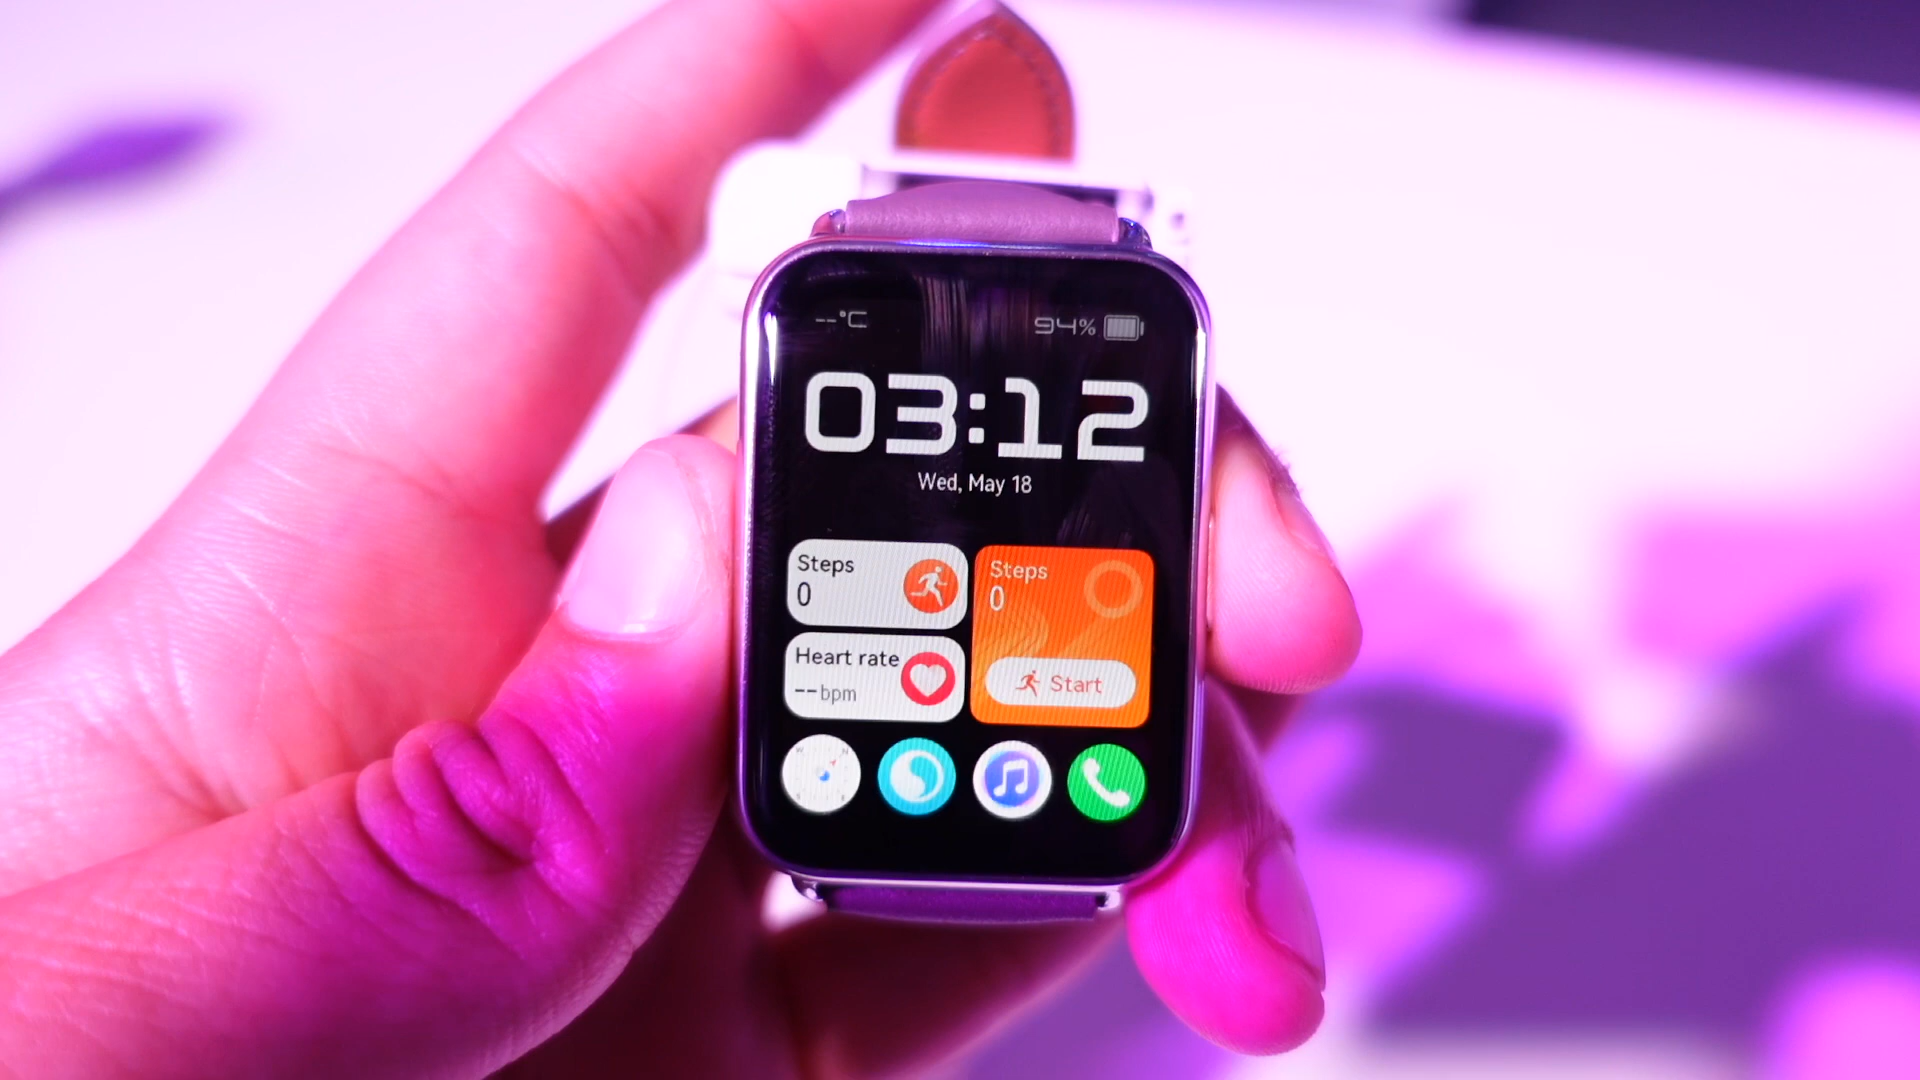 --°C
94%
03:12
Wed, May 18
Steps
0
Steps
0
Heart rate
--bpm
Start